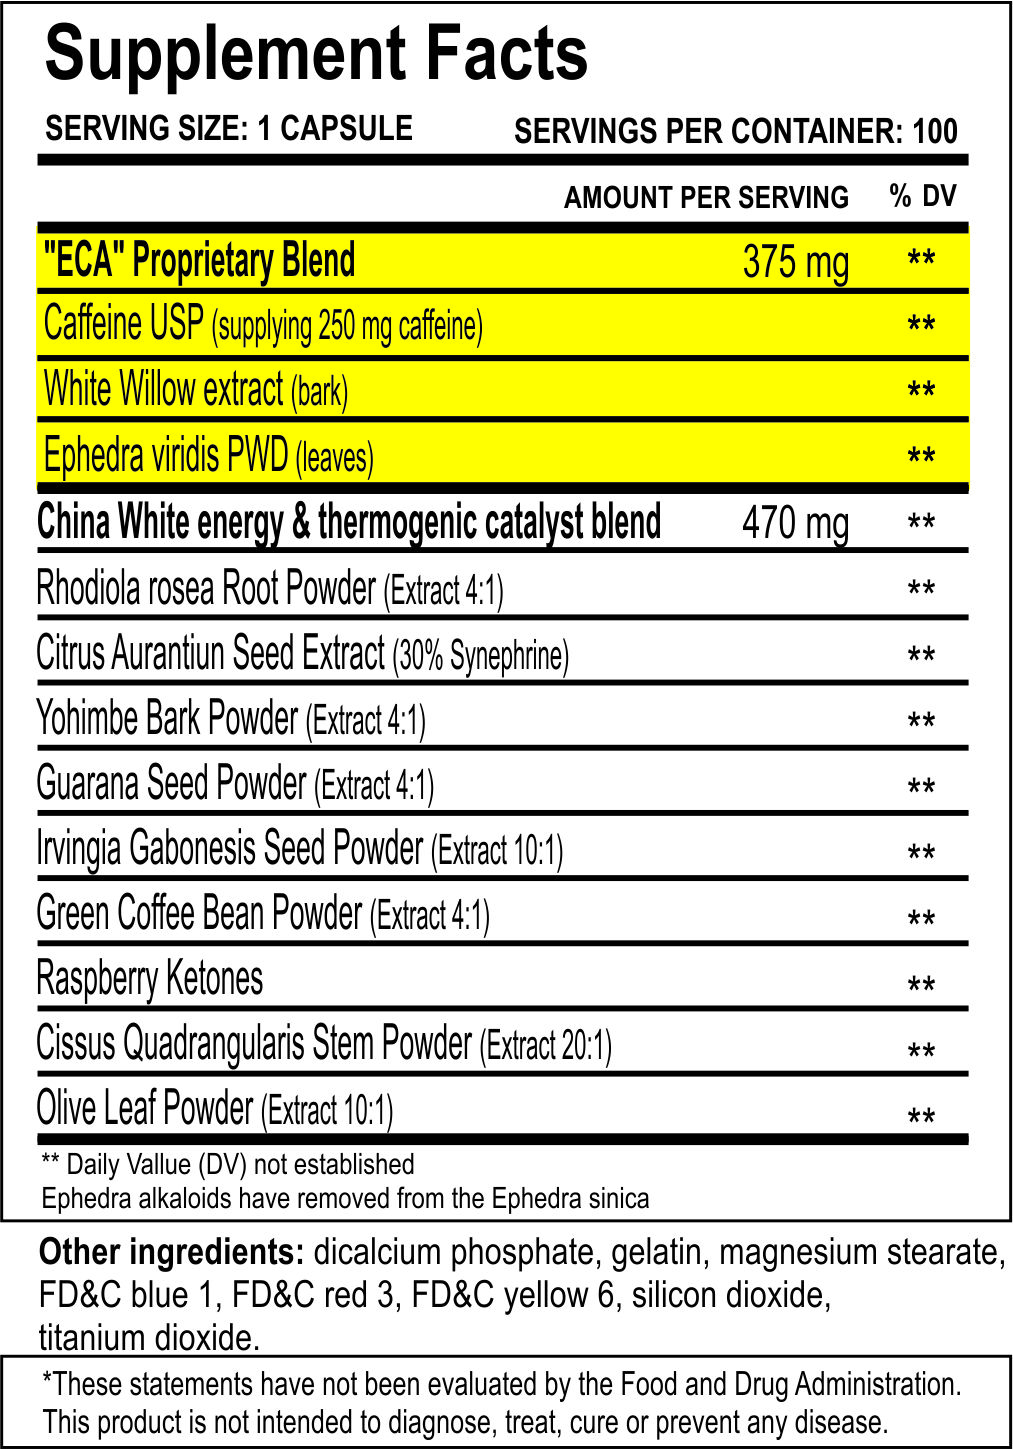 Supplement Facts
SERVING SIZE: 1 CAPSULE SERVINGS PER CONTAINER: 100
AMOUNT PER SERVING % DV
"ECA" Proprietary Blend 375 mg **
Caffeine USP (supplying 250 mg caffeine) **
White Willow extract (bark) **
Ephedra viridis PWD (leaves) **
China White energy & thermogenic catalyst blend 470 mg **
Rhodiola rosea Root Powder (Extract 4:1) **
Citrus Aurantiun Seed Extract (30% Synephrine) **
Yohimbe Bark Powder (Extract 4:1) **
Guarana Seed Powder (Extract 4:1) **
Irvingia Gabonesis Seed Powder (Extract 10:1) **
Green Coffee Bean Powder (Extract 4:1) **
Raspberry Ketones **
Cissus Quadrangularis Stem Powder (Extract 20:1) **
Olive Leaf Powder (Extract 10:1) **
** Daily Vallue (DV) not established
Ephedra alkaloids have removed from the Ephedra sinica
Other ingredients: dicalcium phosphate, gelatin, magnesium stearate,
FD&C blue 1, FD&C red 3, FD&C yellow 6, silicon dioxide,
titanium dioxide.
*These statements have not been evaluated by the Food and Drug Administration.
This product is not intended to diagnose, treat, cure or prevent any disease.